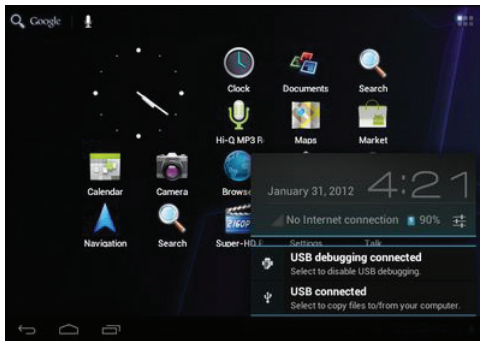 Google
Clock
Documents
Search
Hi-Q MP3 R
Maps
Market
Calendar
Camera
Browse
January 31, 2012
4:21
No Internet connection
90%
Navigation
Search
2160P
Super-HD
Settings
Talk
USB debugging connected
Select to disable USB debugging.
USB connected
Select to copy files to/from your computer.